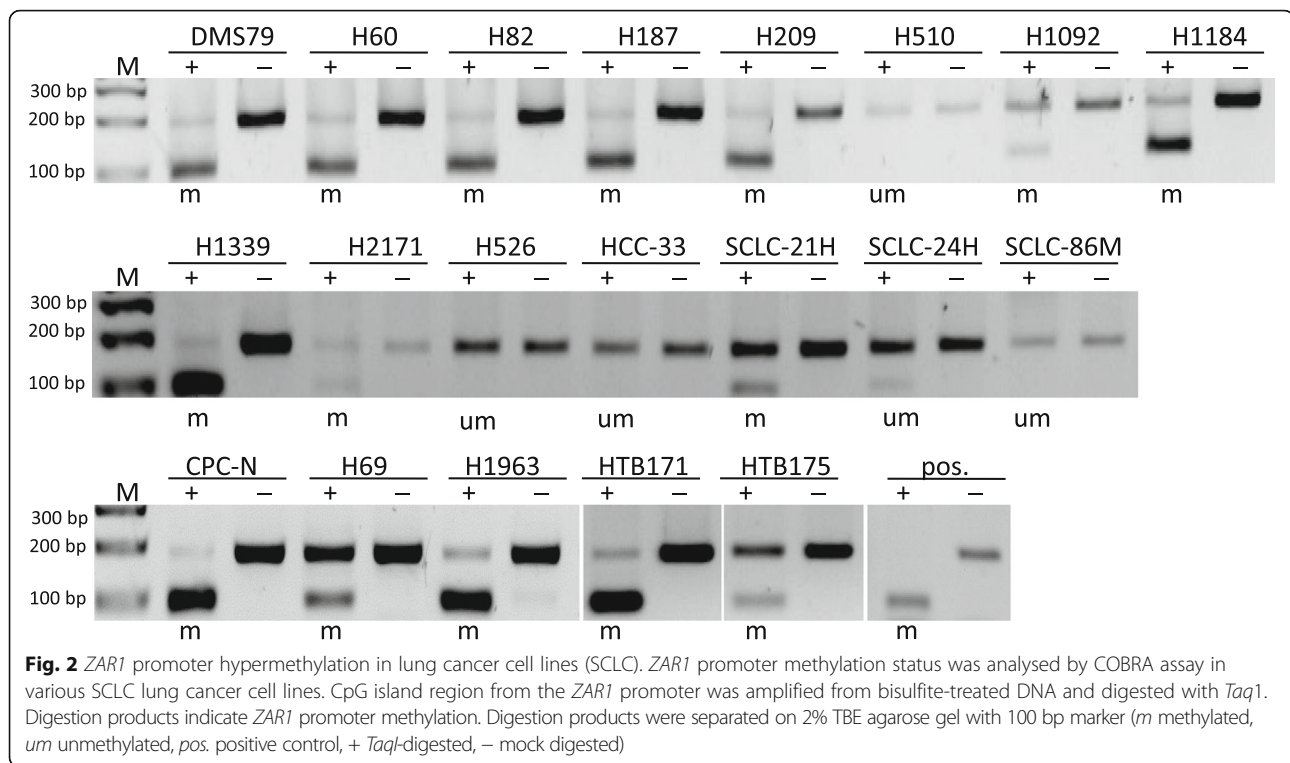 DMS79 H60 H82 H187 H209 H510 H1092 H1184
M + − + − + − + − + − + − + − + −
300 bp
200 bp
100 bp
m m m m m um m m
H1339 H2171 H526 HCC-33 SCLC-21H SCLC-24H SCLC-86M
M + − + − + − + − + − + − + −
300 bp
200 bp
100 bp
m m um um m um um
CPC-N H69 H1963 HTB171 HTB175 pos.
M + − + − + − + − + − + −
300 bp
200 bp
100 bp
m m m m m m
Fig. 2 ZAR1 promoter hypermethylation in lung cancer cell lines (SCLC). ZAR1 promoter methylation status was analysed by COBRA assay in
various SCLC lung cancer cell lines. CpG island region from the ZAR1 promoter was amplified from bisulfite-treated DNA and digested with Taq1.
Digestion products indicate ZAR1 promoter methylation. Digestion products were separated on 2% TBE agarose gel with 100 bp marker (m methylated,
um unmethylated, pos. positive control, + TaqI-digested, − mock digested)